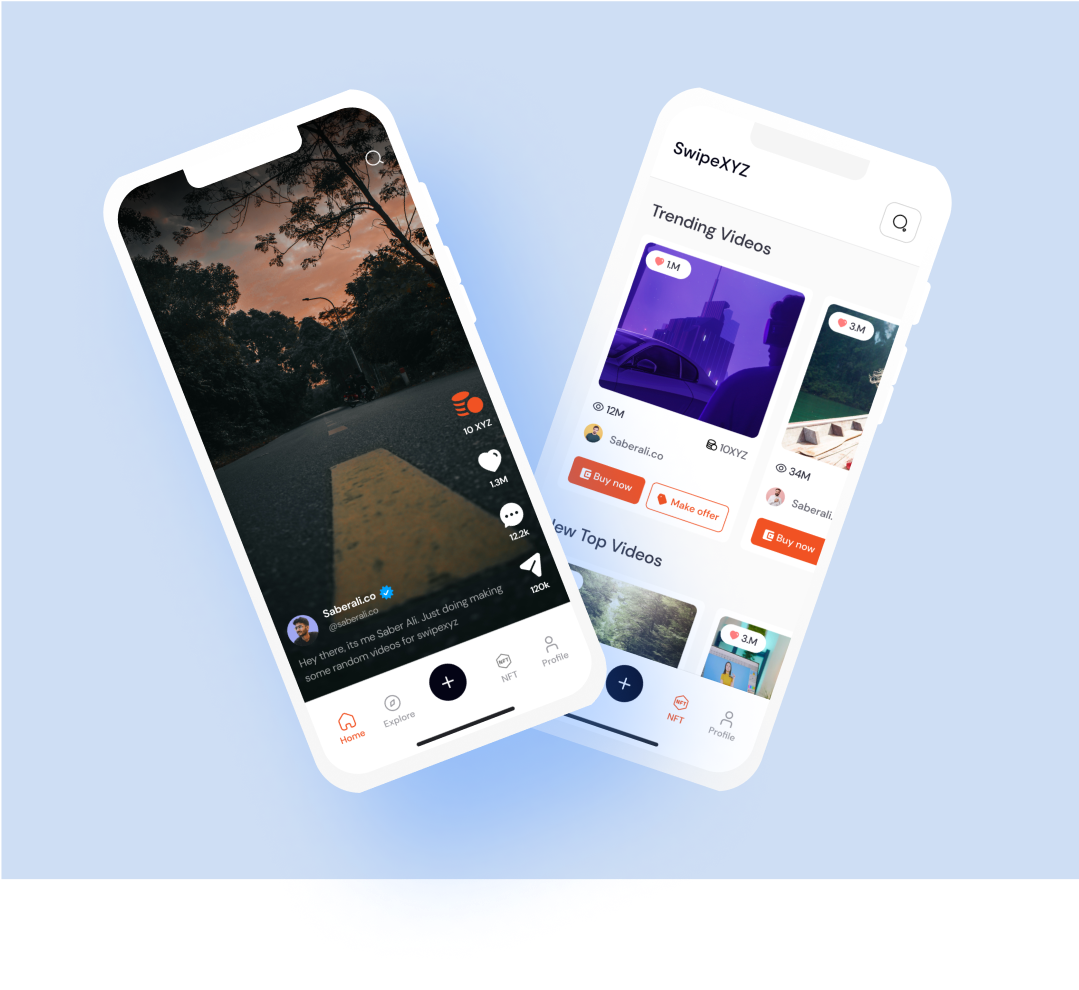 10 XYZ
1.3M
12.2k
120k
Saberali.co
@saberali.co
Hey there, its me Saber Ali. Just doing making
some random videos for swipexyz
Home
Explore
NFT
NFT
Profile
SwipeXYZ
Trending Videos
1.M
3.M
12M
Saberali.co
10XYZ
Buy now
Make offer
34M
Saberali.
Buy now
New Top Videos
3.M
NFT
NFT
Profile